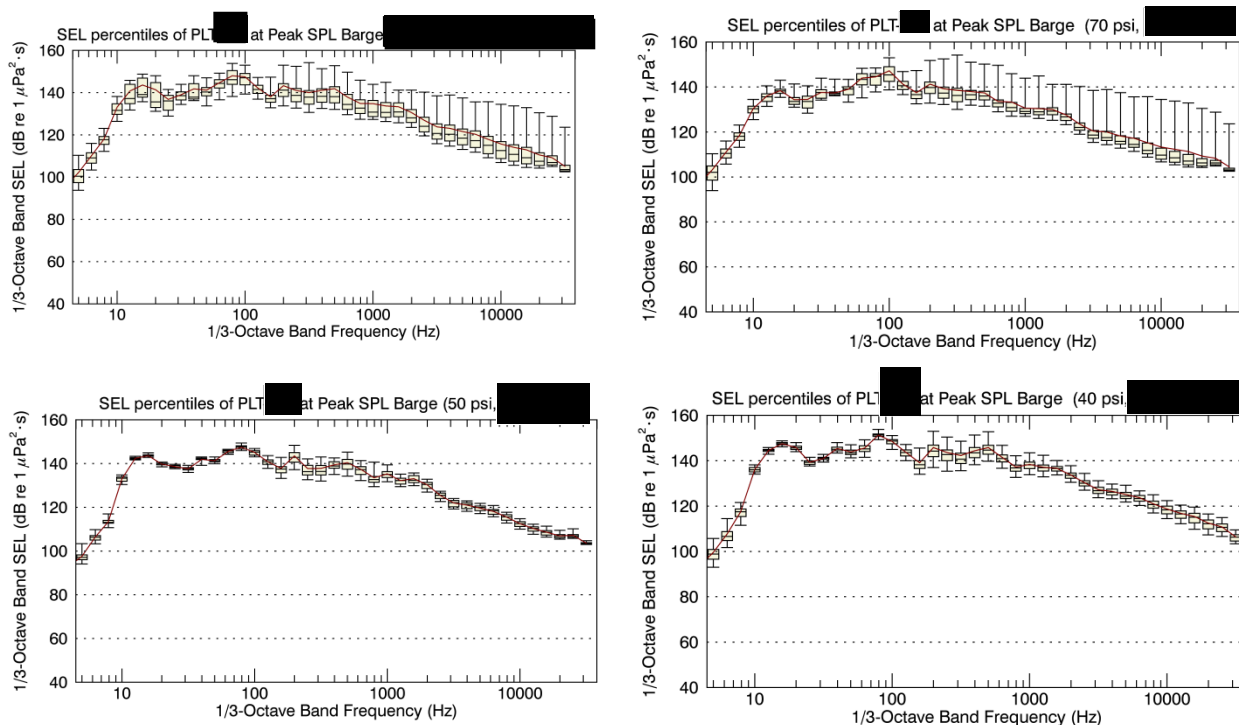 SEL percentiles of PLT at Peak SPL Barge
1/3-Octave Band SEL (dB re 1 µPa²·s)
160
140
120
100
80
60
40
10 100 1000 10000
1/3-Octave Band Frequency (Hz)
SEL percentiles of PLT- at Peak SPL Barge (70 psi,
1/3-Octave Band SEL (dB re 1 µPa²·s)
160
140
120
100
80
60
40
10 100 1000 10000
1/3-Octave Band Frequency (Hz)
SEL percentiles of PLT at Peak SPL Barge (50 psi,
1/3-Octave Band SEL (dB re 1 µPa²·s)
160
140
120
100
80
60
40
10 100 1000 10000
1/3-Octave Band Frequency (Hz)
SEL percentiles of PLT at Peak SPL Barge (40 psi,
1/3-Octave Band SEL (dB re 1 µPa²·s)
160
140
120
100
80
60
40
10 100 1000 10000
1/3-Octave Band Frequency (Hz)